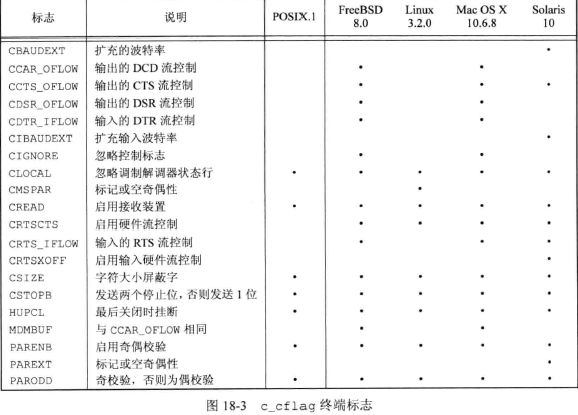 标志 说明 POSIX.1 FreeBSD 8.0 Linux 3.2.0 Mac OS X 10.6.8 Solaris 10
CBAUDEXT 扩充的波特率 •
CCAR_OFLOW 输出的 DCD 流控制 • •
CCTS_OFLOW 输出的 CTS 流控制 • • •
CDSR_OFLOW 输出的 DSR 流控制 • •
CDTR_IFLOW 输入的 DTR 流控制 • •
CIBAUDEXT 扩充输入波特率 •
CIGNORE 忽略控制标志 • •
CLOCAL 忽略调制解调器状态行 • • • • •
CMSPAR 标记或空奇偶性 •
CREAD 启用接收装置 • • • • •
CRTSCTS 启用硬件流控制 • • • •
CRTS_IFLOW 输入的 RTS 流控制 • • •
CRTSXOFF 启用输入硬件流控制 •
CSIZE 字符大小屏蔽字 • • • • •
CSTOPB 发送两个停止位，否则发送 1 位 • • • • •
HUPCL 最后关闭时挂断 • • • • •
MDMBUF 与 CCAR_OFLOW 相同 • •
PARENB 启用奇偶校验 • • • • •
PAREXT 标记或空奇偶性 •
PARODD 奇校验，否则为偶校验 • • • • •
图 18-3 c_cflag 终端标志